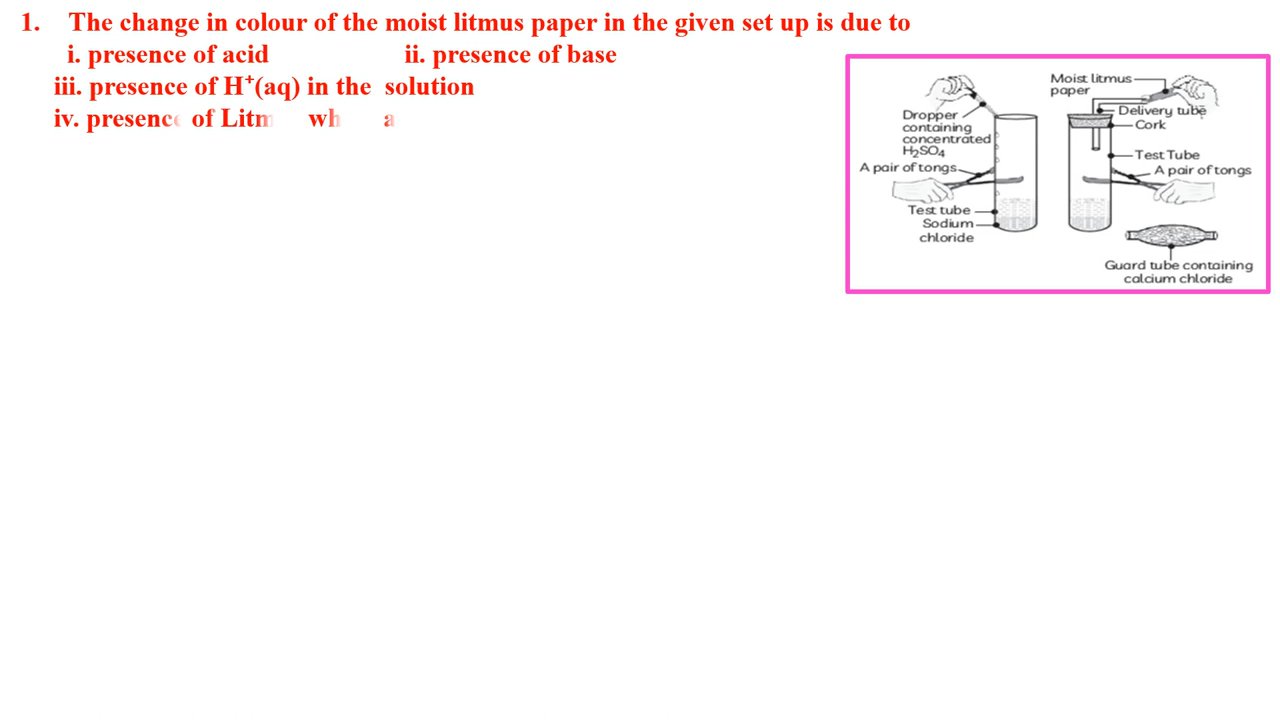 1. The change in colour of the moist litmus paper in the given set up is due to
i. presence of acid ii. presence of base
iii. presence of H⁺(aq) in the solution
iv. presence of
Moist litmus
paper
Delivery tube
Cork
Dropper
containing
concentrated
H₂SO₄
Test Tube
A pair of tongs
A pair of tongs
Test tube
Sodium
chloride
Guard tube containing
calcium chloride